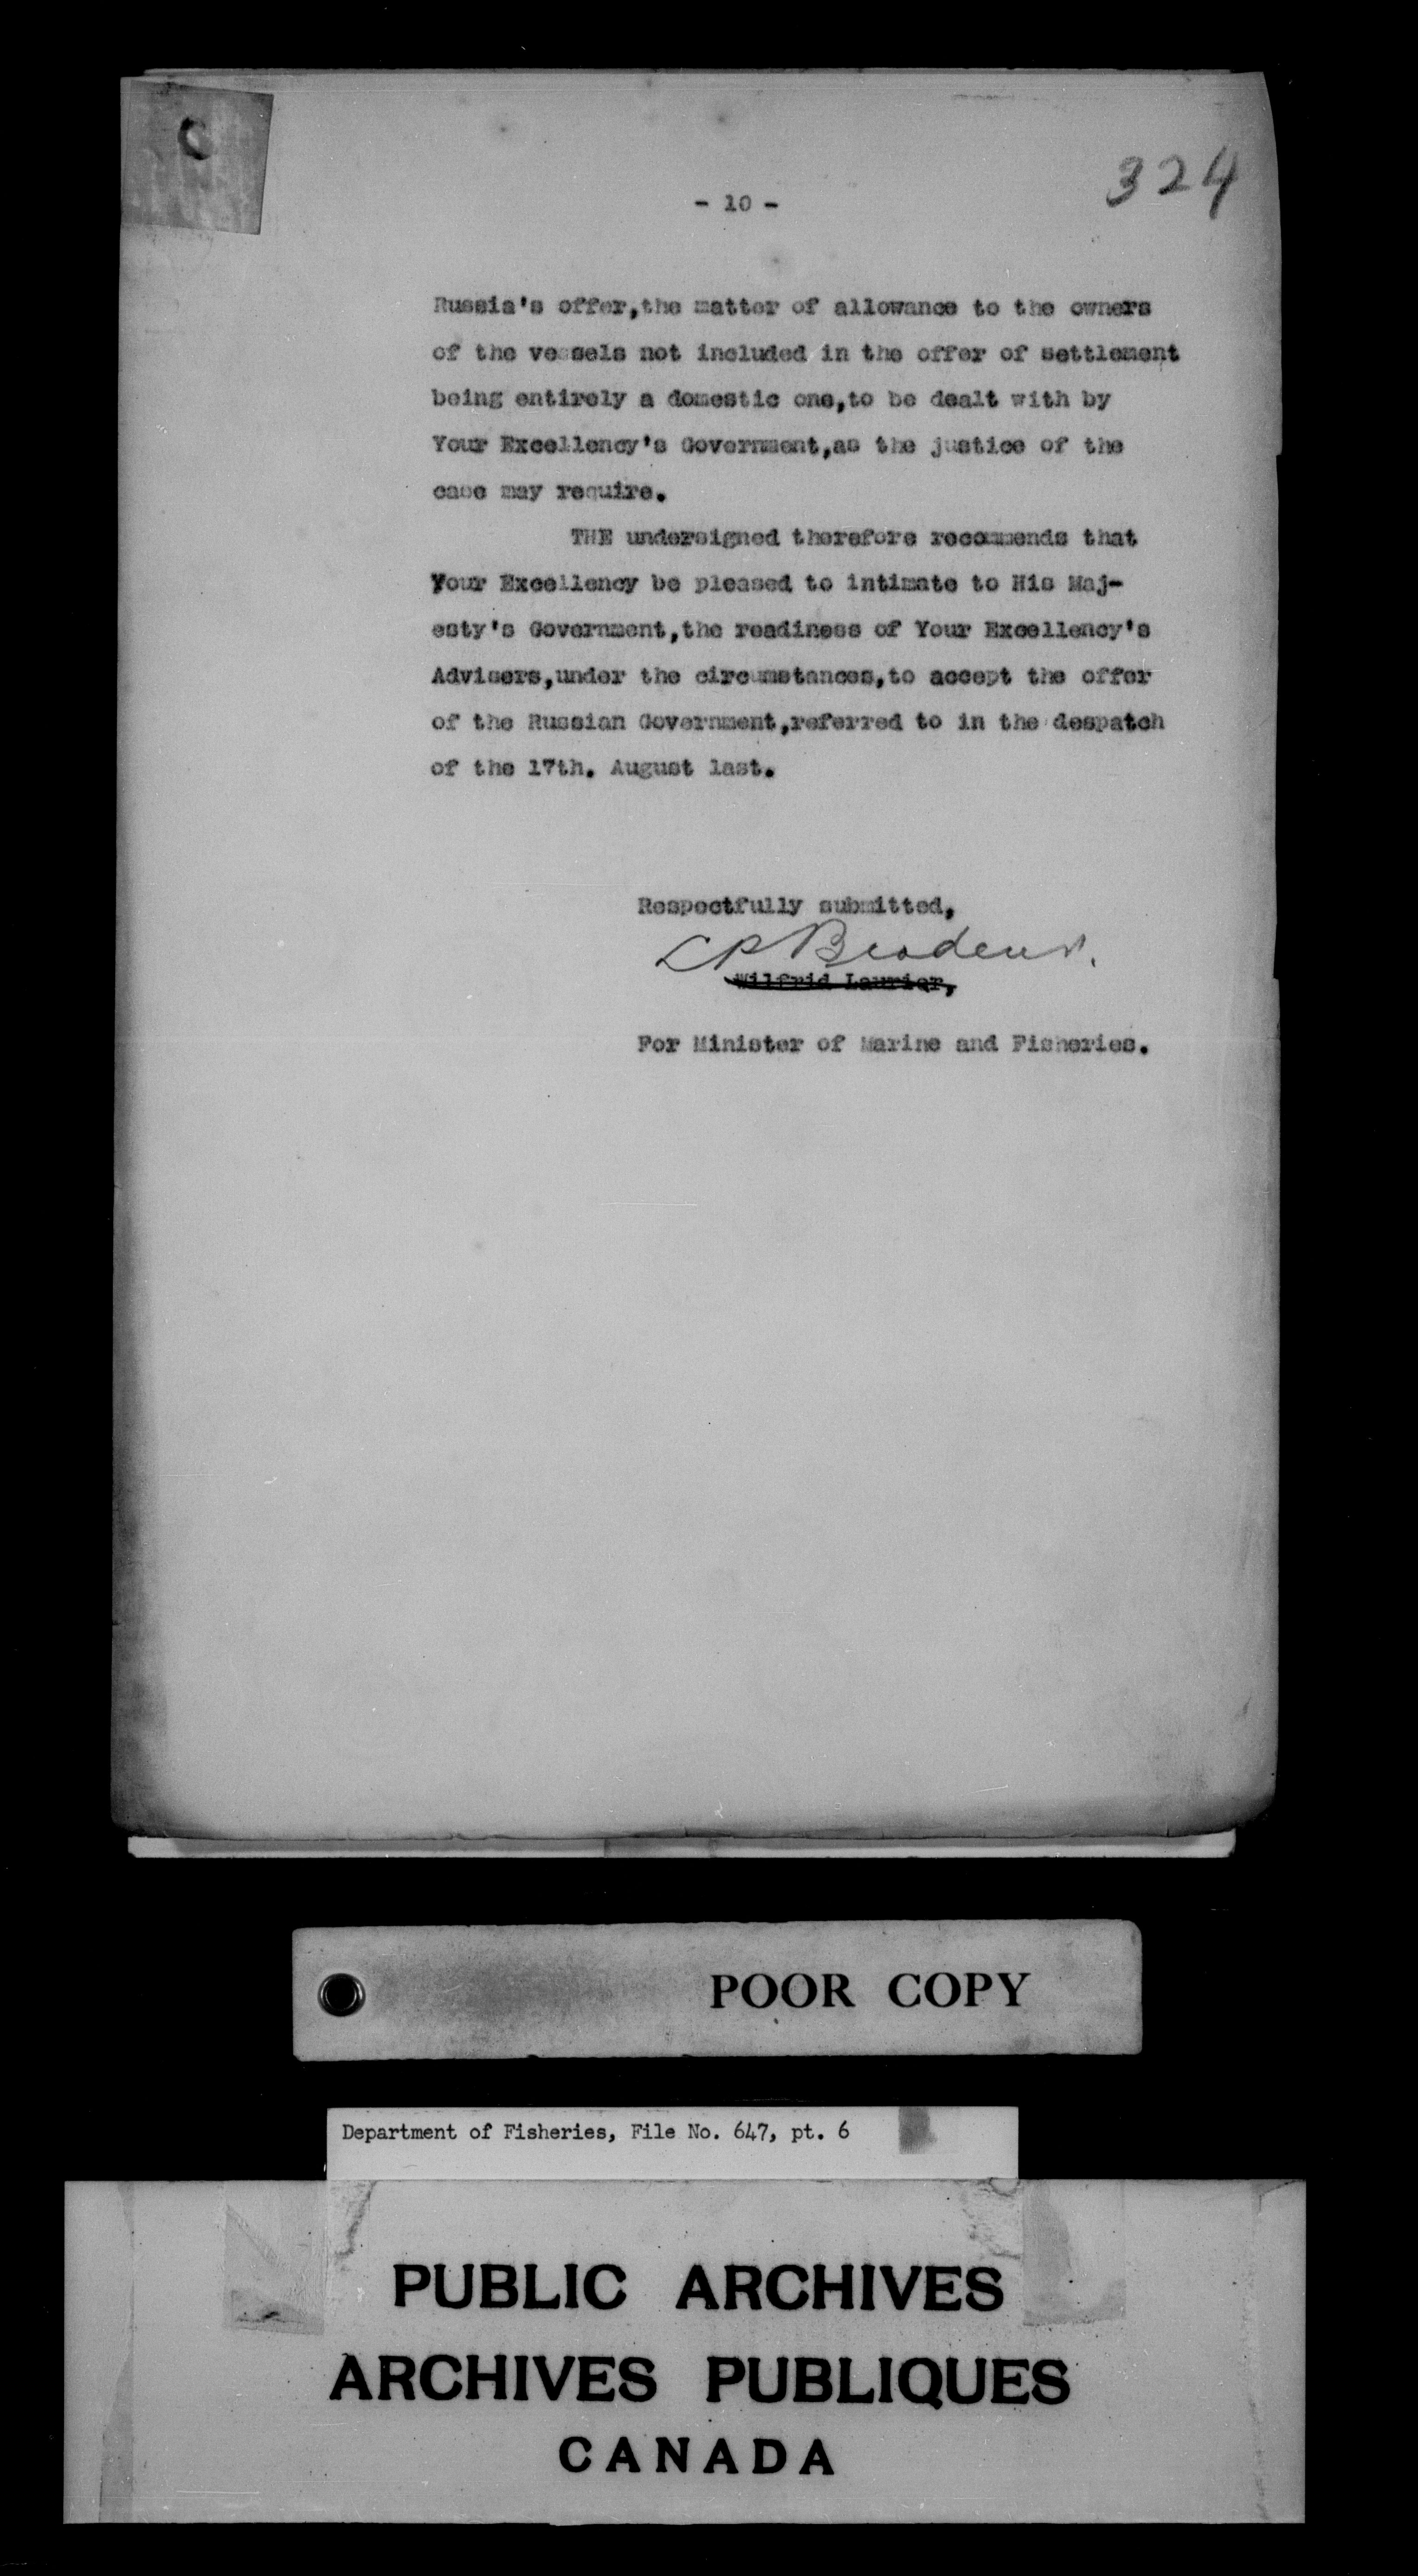 C
324
- 10 -
Russia's offer,the matter of allowance to the owners
of the vessels not included in the offer of settlement
being entirely a domestic one,to be dealt with by
Your Excellency's Government,as the justice of the
case may require.
THE undersigned therefore recommends that
Your Excellency be pleased to intimate to His Maj-
esty's Government,the readiness of Your Excellency's
Advisers,under the circumstances,to accept the offer
of the Russian Government,referred to in the despatch
of the 17th. August last.
Respectfully submitted,
LP Brodeur.
Wilfrid Laurier,
For Minister of Marine and Fisheries.
POOR COPY
Department of Fisheries, File No. 647, pt. 6
PUBLIC ARCHIVES
ARCHIVES PUBLIQUES
CANADA